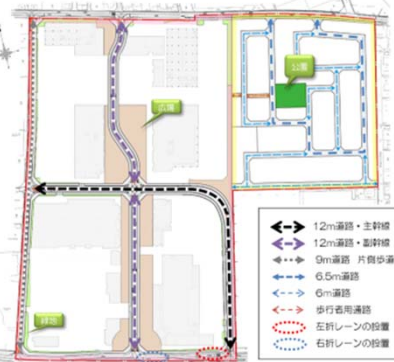 公園
広場
緑地
12m道路・主幹線
12m道路・副幹線
9m道路 片側歩道
6.5m道路
6m道路
歩行者用通路
左折レーンの設置
右折レーンの設置